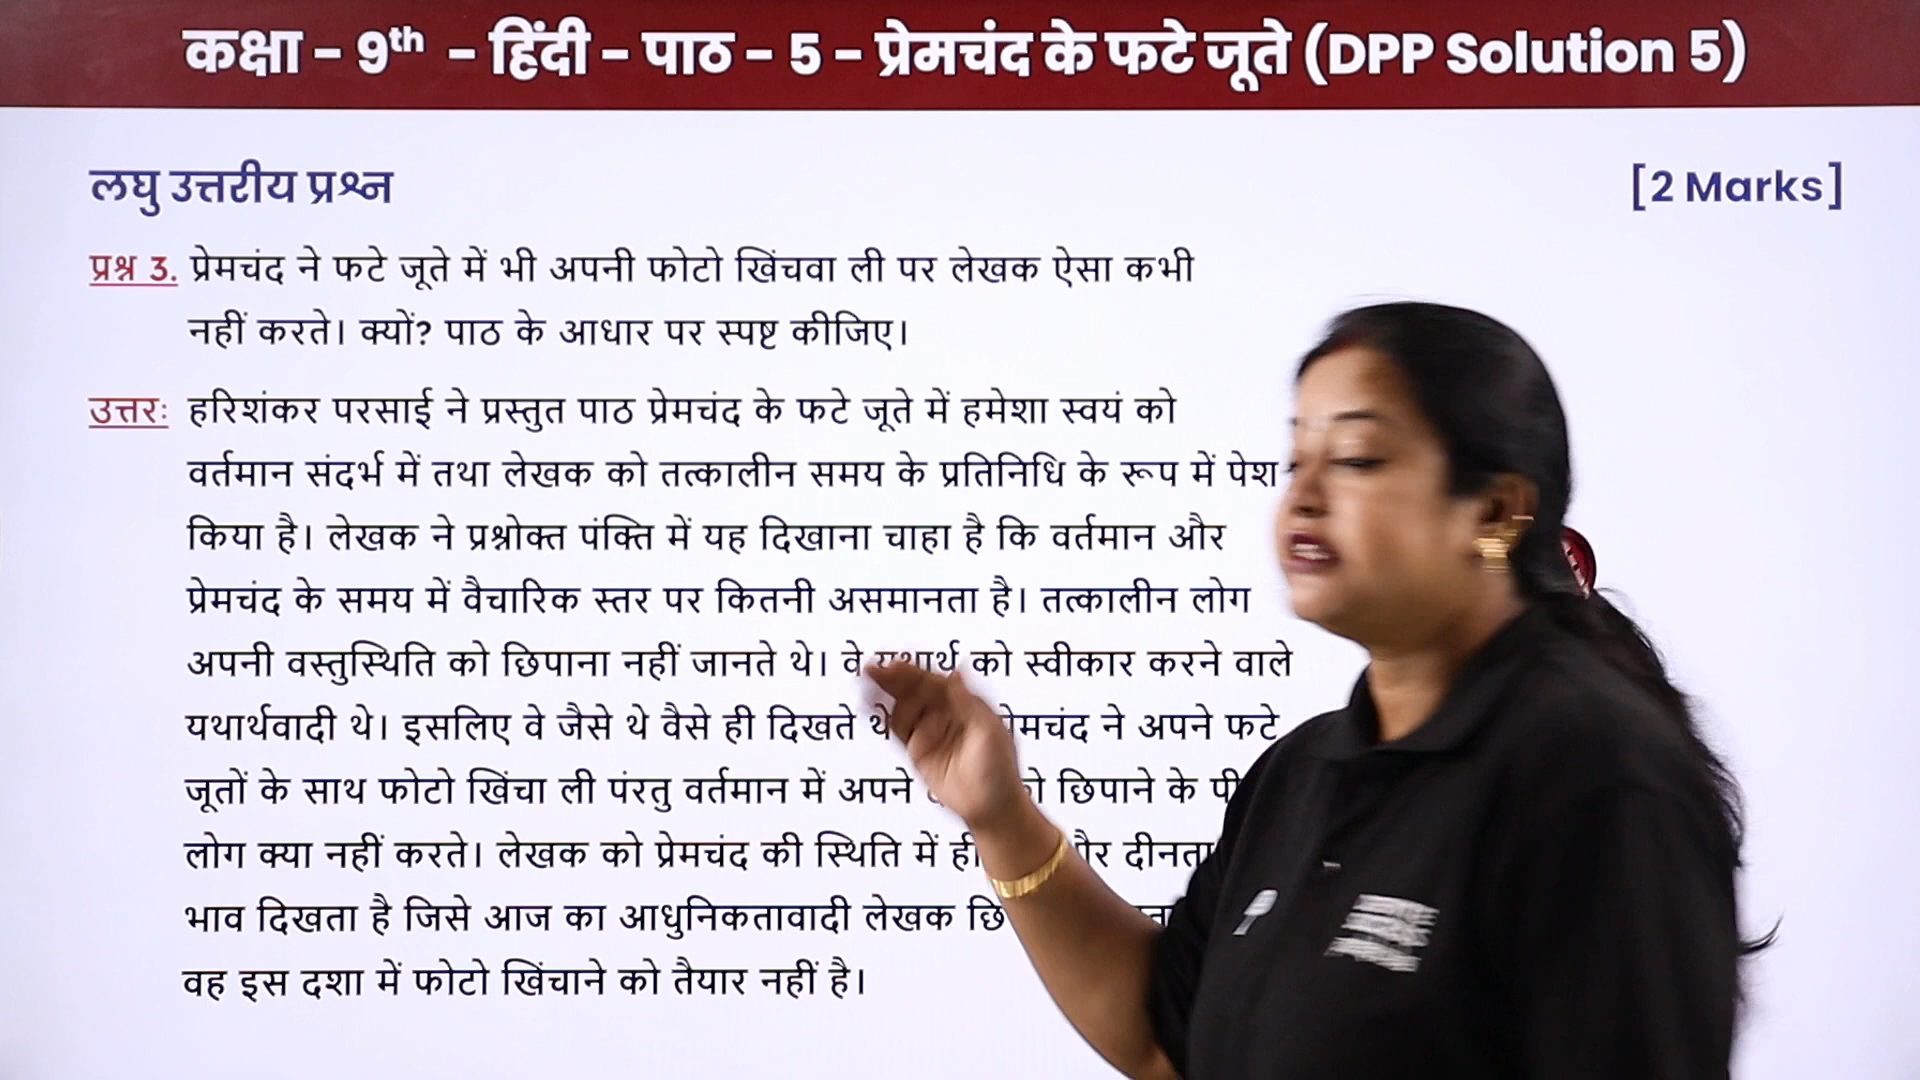 कक्षा – 9th – हिंदी – पाठ – 5 – प्रेमचंद के फटे जूते (DPP Solution 5)
लघु उत्तरीय प्रश्न [2 Marks]
प्रश्न 3. प्रेमचंद ने फटे जूते में भी अपनी फोटो खिंचवा ली पर लेखक ऐसा कभी
नहीं करते। क्यों? पाठ के आधार पर स्पष्ट कीजिए।
उत्तरः हरिशंकर परसाई ने प्रस्तुत पाठ प्रेमचंद के फटे जूते में हमेशा स्वयं को
वर्तमान संदर्भ में तथा लेखक को तत्कालीन समय के प्रतिनिधि के रूप में पेश
किया है। लेखक ने प्रश्नोक्त पंक्ति में यह दिखाना चाहा है कि वर्तमान और
प्रेमचंद के समय में वैचारिक स्तर पर कितनी असमानता है। तत्कालीन लोग
अपनी वस्तुस्थिति को छिपाना नहीं जानते थे। वे यथार्थ को स्वीकार करने वाले
यथार्थवादी थे। इसलिए वे जैसे थे वैसे ही दिखते थे प्रेमचंद ने अपने फटे
जूतों के साथ फोटो खिंचा ली परंतु वर्तमान में अपने छिपाने के
लोग क्या नहीं करते। लेखक को प्रेमचंद की स्थिति में और दीनता
भाव दिखता है जिसे आज का आधुनिकतावादी लेखक
वह इस दशा में फोटो खिंचाने को तैयार नहीं है।